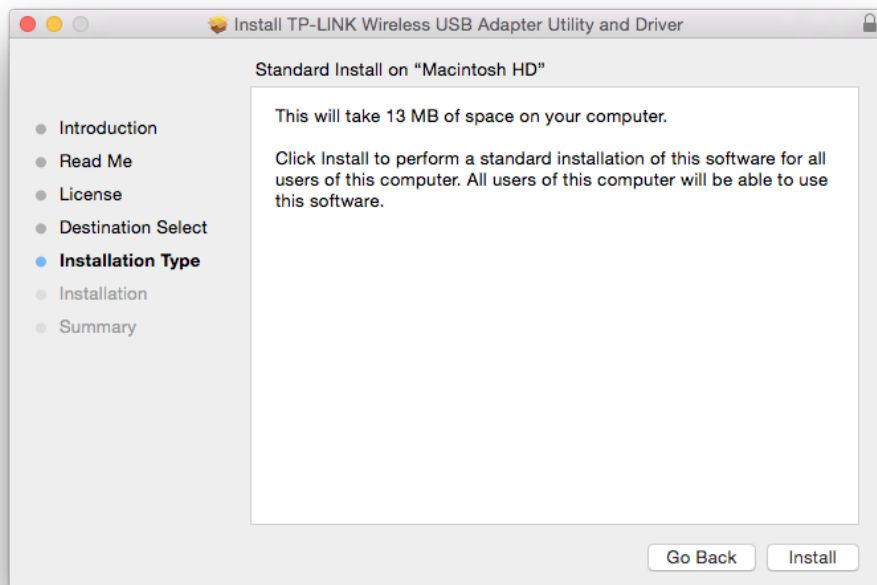 Install TP-LINK Wireless USB Adapter Utility and Driver
Standard Install on “Macintosh HD”
Introduction
Read Me
License
Destination Select
Installation Type
Installation
Summary
This will take 13 MB of space on your computer.
Click Install to perform a standard installation of this software for all
users of this computer. All users of this computer will be able to use
this software.
Go Back
Install